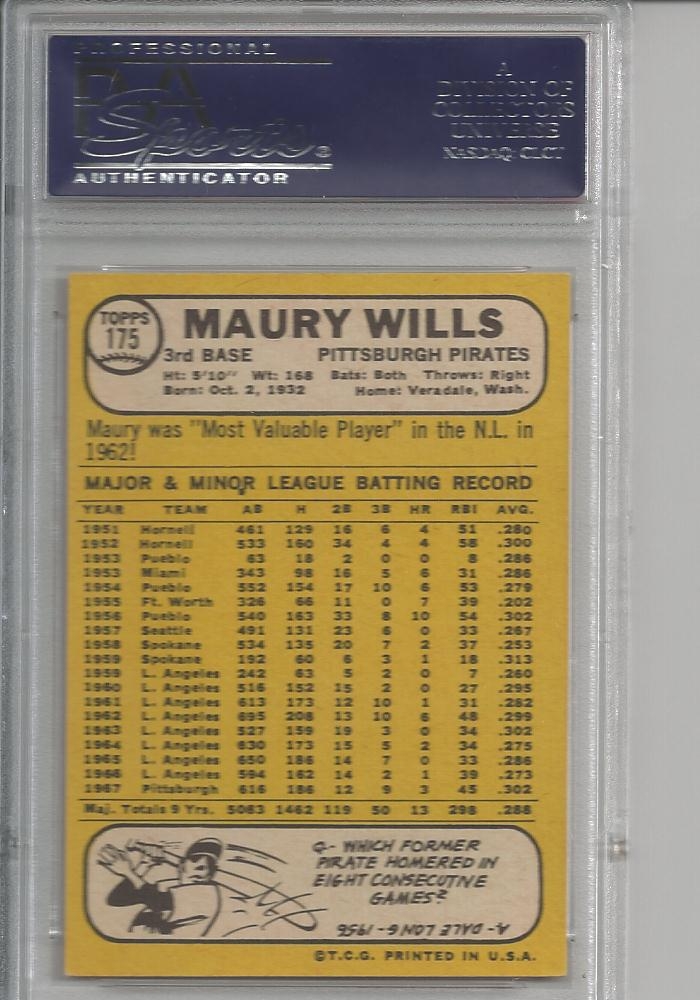 PROFESSIONAL
PSA
Sports®
AUTHENTICATOR
A
DIVISION OF
COLLECTORS
UNIVERSE
NASDAQ: CLCT
TOPPS
175
MAURY WILLS
3rd BASE PITTSBURGH PIRATES
Ht: 5'10" Wt: 168 Bats: Both Throws: Right
Born: Oct. 2, 1932 Home: Veradale, Wash.
Maury was "Most Valuable Player" in the N.L. in
1962!
MAJOR & MINOR LEAGUE BATTING RECORD
YEAR TEAM AB H 2B 3B HR RBI AVG.
1951 Hornell 461 129 16 6 4 51 .280
1952 Hornell 533 160 34 4 4 58 .300
1953 Pueblo 63 18 2 0 0 8 .286
1953 Miami 343 98 16 5 6 31 .286
1954 Pueblo 552 154 17 10 6 53 .279
1955 Ft. Worth 326 66 11 0 7 39 .202
1956 Pueblo 540 163 33 8 10 54 .302
1957 Seattle 491 131 23 6 0 33 .267
1958 Spokane 534 135 20 7 2 37 .253
1959 Spokane 192 60 6 3 1 18 .313
1959 L. Angeles 242 63 5 2 0 7 .260
1960 L. Angeles 516 152 15 2 0 27 .295
1961 L. Angeles 613 173 12 10 1 31 .282
1962 L. Angeles 695 208 13 10 6 48 .299
1963 L. Angeles 527 159 19 3 0 34 .302
1964 L. Angeles 630 173 15 5 2 34 .275
1965 L. Angeles 650 186 14 7 0 33 .286
1966 L. Angeles 594 162 14 2 1 39 .273
1967 Pittsburgh 616 186 12 9 3 45 .302
Maj. Totals 9 Yrs. 5083 1462 119 50 13 298 .288
Q- WHICH FORMER
PIRATE HOMERED IN
EIGHT CONSECUTIVE
GAMES?
A- DALE LONG - 1956
©T.C.G. PRINTED IN U.S.A.